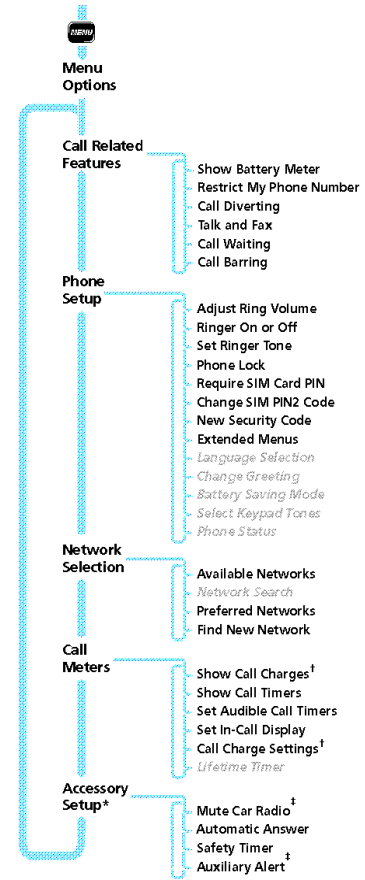 MENU
Menu
Options
Call Related
Features
Show Battery Meter
Restrict My Phone Number
Call Diverting
Talk and Fax
Call Waiting
Call Barring
Phone
Setup
Adjust Ring Volume
Ringer On or Off
Set Ringer Tone
Phone Lock
Require SIM Card PIN
Change SIM PIN2 Code
New Security Code
Extended Menus
Language Selection
Change Greeting
Battery Saving Mode
Select Keypad Tones
Phone Status
Network
Selection
Available Networks
Network Search
Preferred Networks
Find New Network
Call
Meters
Show Call Charges†
Show Call Timers
Set Audible Call Timers
Set In-Call Display
Call Charge Settings†
Lifetime Timer
Accessory
Setup*
Mute Car Radio‡
Automatic Answer
Safety Timer
Auxiliary Alert‡